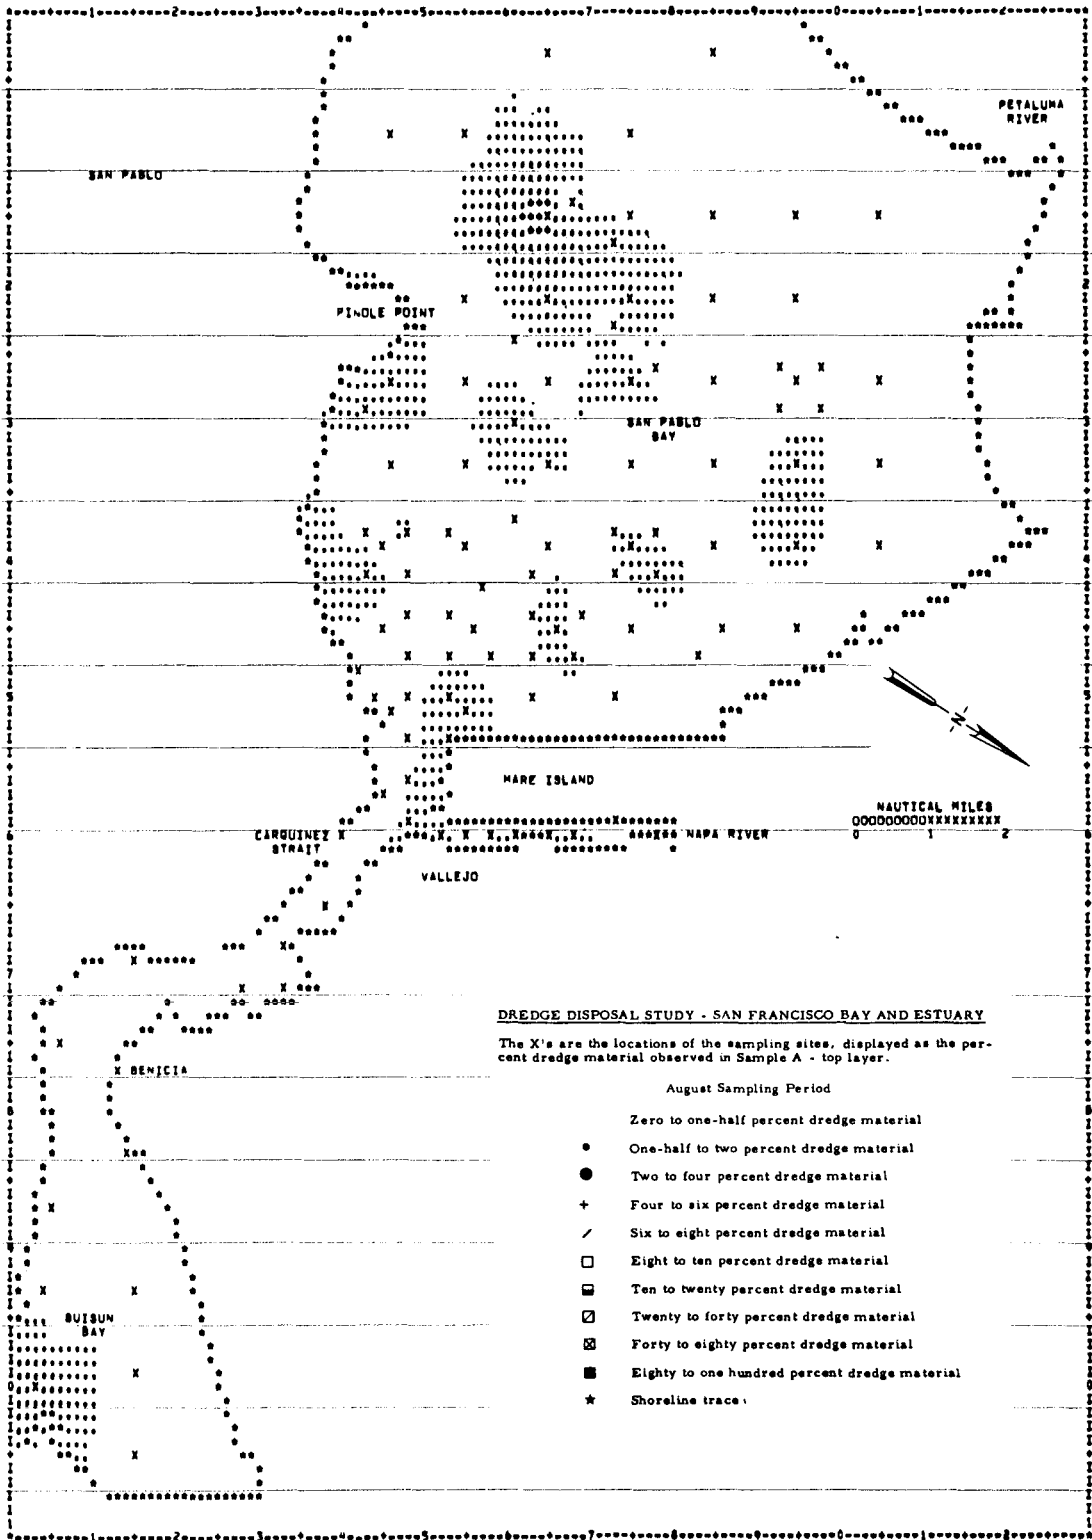 PETALUMA
RIVER
SAN PABLO
PINOLE POINT
SAN PABLO
BAY
MARE ISLAND
NAUTICAL MILES
0 1 2
CARQUINEZ
STRAIT
NAPA RIVER
VALLEJO
BENICIA
DREDGE DISPOSAL STUDY - SAN FRANCISCO BAY AND ESTUARY
The X's are the locations of the sampling sites, displayed as the per-
cent dredge material observed in Sample A - top layer.
August Sampling Period
Zero to one-half percent dredge material
One-half to two percent dredge material
Two to four percent dredge material
+ Four to six percent dredge material
/ Six to eight percent dredge material
Eight to ten percent dredge material
Ten to twenty percent dredge material
Twenty to forty percent dredge material
Forty to eighty percent dredge material
Eighty to one hundred percent dredge material
Shoreline trace
SUISUN
BAY